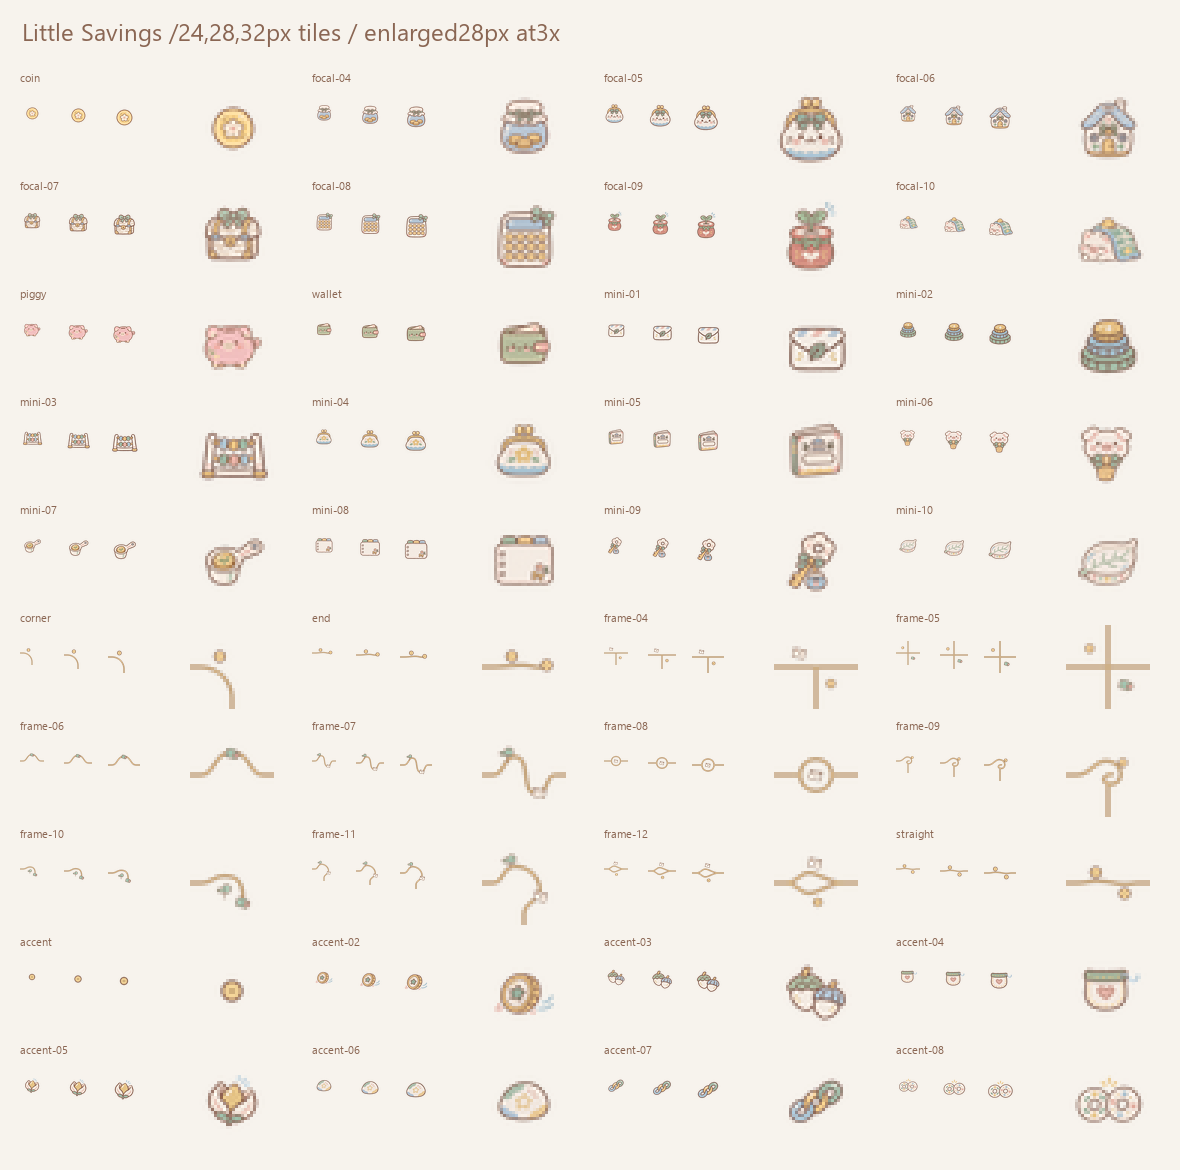 Little Savings /24,28,32px tiles / enlarged28px at3x
coin focal-04 focal-05 focal-06
focal-07 focal-08 focal-09 focal-10
piggy wallet mini-01 mini-02
mini-03 mini-04 mini-05 mini-06
mini-07 mini-08 mini-09 mini-10
corner end frame-04 frame-05
frame-06 frame-07 frame-08 frame-09
frame-10 frame-11 frame-12 straight
accent accent-02 accent-03 accent-04
accent-05 accent-06 accent-07 accent-08